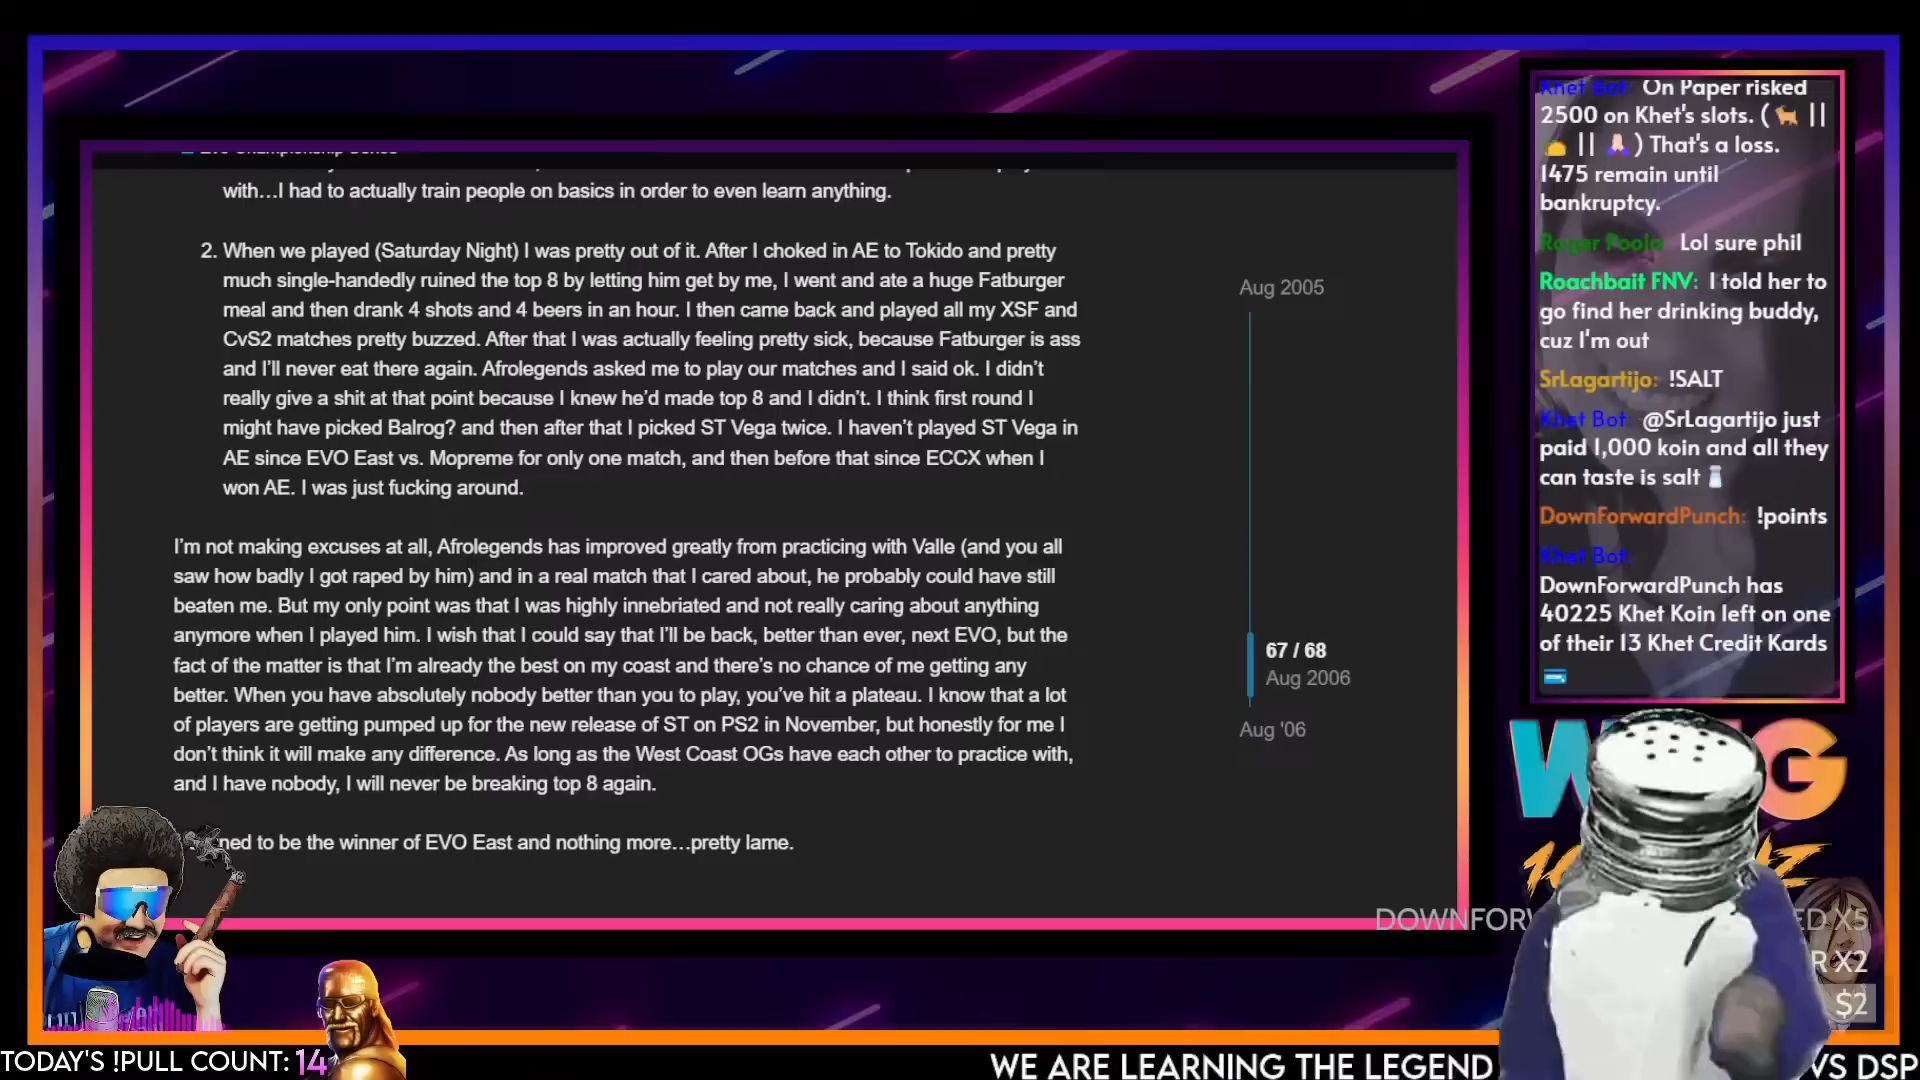 EVO Championship Series
with…I had to actually train people on basics in order to even learn anything.
2. When we played (Saturday Night) I was pretty out of it. After I choked in AE to Tokido and pretty
much single-handedly ruined the top 8 by letting him get by me, I went and ate a huge Fatburger
meal and then drank 4 shots and 4 beers in an hour. I then came back and played all my XSF and
CvS2 matches pretty buzzed. After that I was actually feeling pretty sick, because Fatburger is ass
and I'll never eat there again. Afrolegends asked me to play our matches and I said ok. I didn't
really give a shit at that point because I knew he'd made top 8 and I didn't. I think first round I
might have picked Balrog? and then after that I picked ST Vega twice. I haven't played ST Vega in
AE since EVO East vs. Mopreme for only one match, and then before that since ECCX when I
won AE. I was just fucking around.
I'm not making excuses at all, Afrolegends has improved greatly from practicing with Valle (and you all
saw how badly I got raped by him) and in a real match that I cared about, he probably could have still
beaten me. But my only point was that I was highly innebriated and not really caring about anything
anymore when I played him. I wish that I could say that I'll be back, better than ever, next EVO, but the
fact of the matter is that I'm already the best on my coast and there's no chance of me getting any
better. When you have absolutely nobody better than you to play, you've hit a plateau. I know that a lot
of players are getting pumped up for the new release of ST on PS2 in November, but honestly for me I
don't think it will make any difference. As long as the West Coast OGs have each other to practice with,
and I have nobody, I will never be breaking top 8 again.
ned to be the winner of EVO East and nothing more…pretty lame.
Aug 2005
67 / 68
Aug 2006
Aug '06
Khet Bot: On Paper risked
2500 on Khet's slots. ( 🐕 ||
🌮 || 🙏 ) That's a loss.
1475 remain until
bankruptcy.
Roger Poola Lol sure phil
Roachbait FNV: I told her to
go find her drinking buddy,
cuz I'm out
SrLagartijo: !SALT
Khet Bot: @SrLagartijo just
paid 1,000 koin and all they
can taste is salt 🧂
DownForwardPunch: !points
Khet Bot:
DownForwardPunch has
40225 Khet Koin left on one
of their 13 Khet Credit Kards
💳
W G
DOWNFORW ED X5
R X2
$2
TODAY'S !PULL COUNT: 14
WE ARE LEARNING THE LEGEND VS DSP